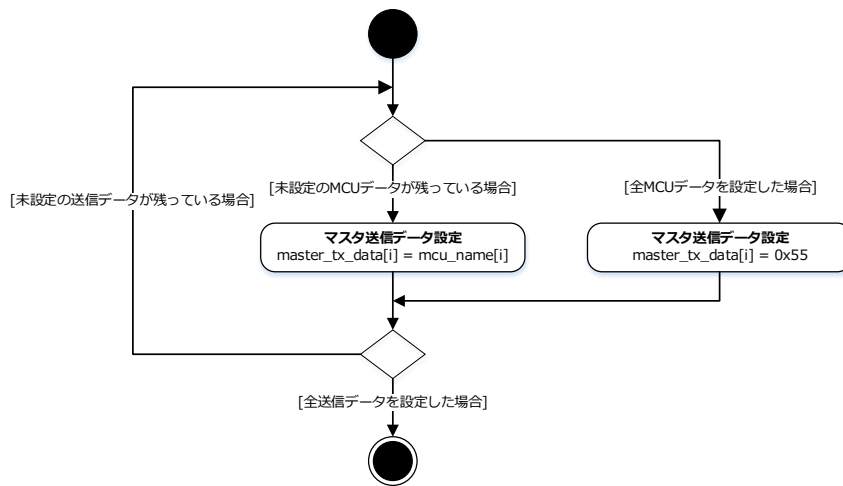 [未設定の送信データが残っている場合]
[未設定のMCUデータが残っている場合]
[全MCUデータを設定した場合]
マスタ送信データ設定
master_tx_data[i] = mcu_name[i]
マスタ送信データ設定
master_tx_data[i] = 0x55
[全送信データを設定した場合]